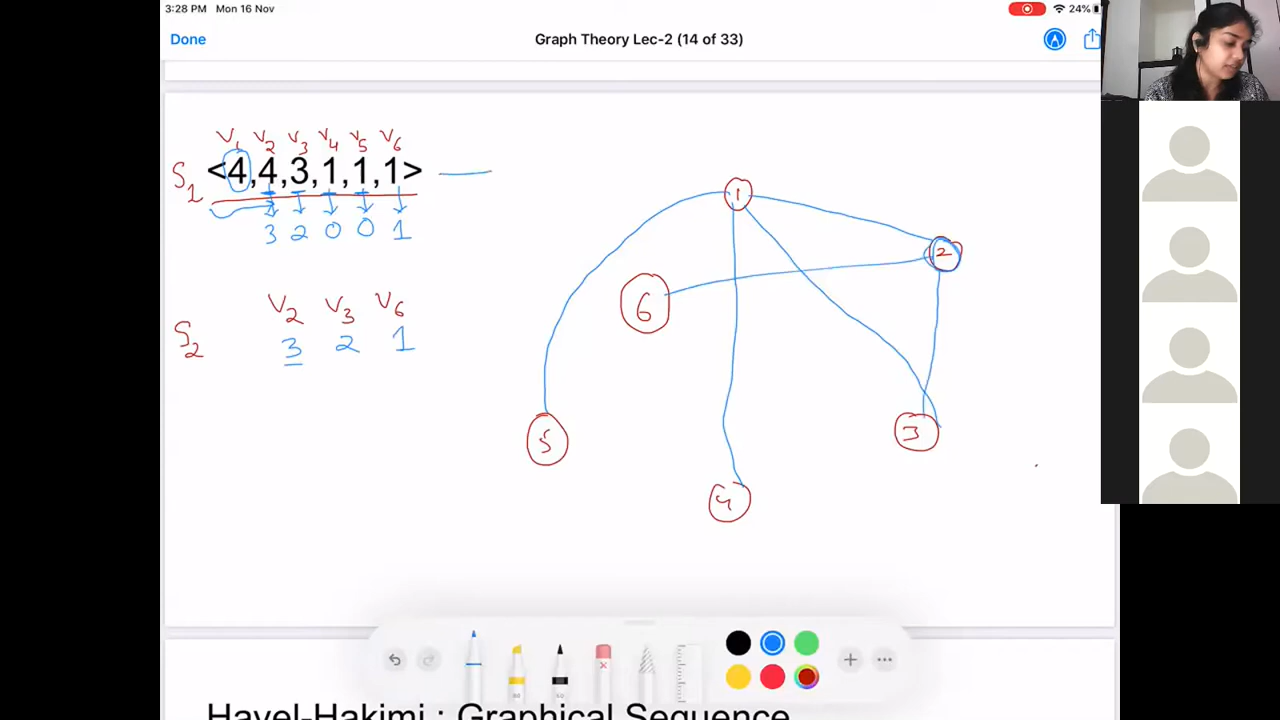 3:28 PM Mon 16 Nov
24%
Done
Graph Theory Lec-2 (14 of 33)
V1 V2 V3 V4 V5 V6
S1 <4,4,3,1,1,1>
3 2 0 0 1
V2 V3 V6
S2 3 2 1
1
2
6
3
5
4
Havel-Hakimi : Graphical Sequence